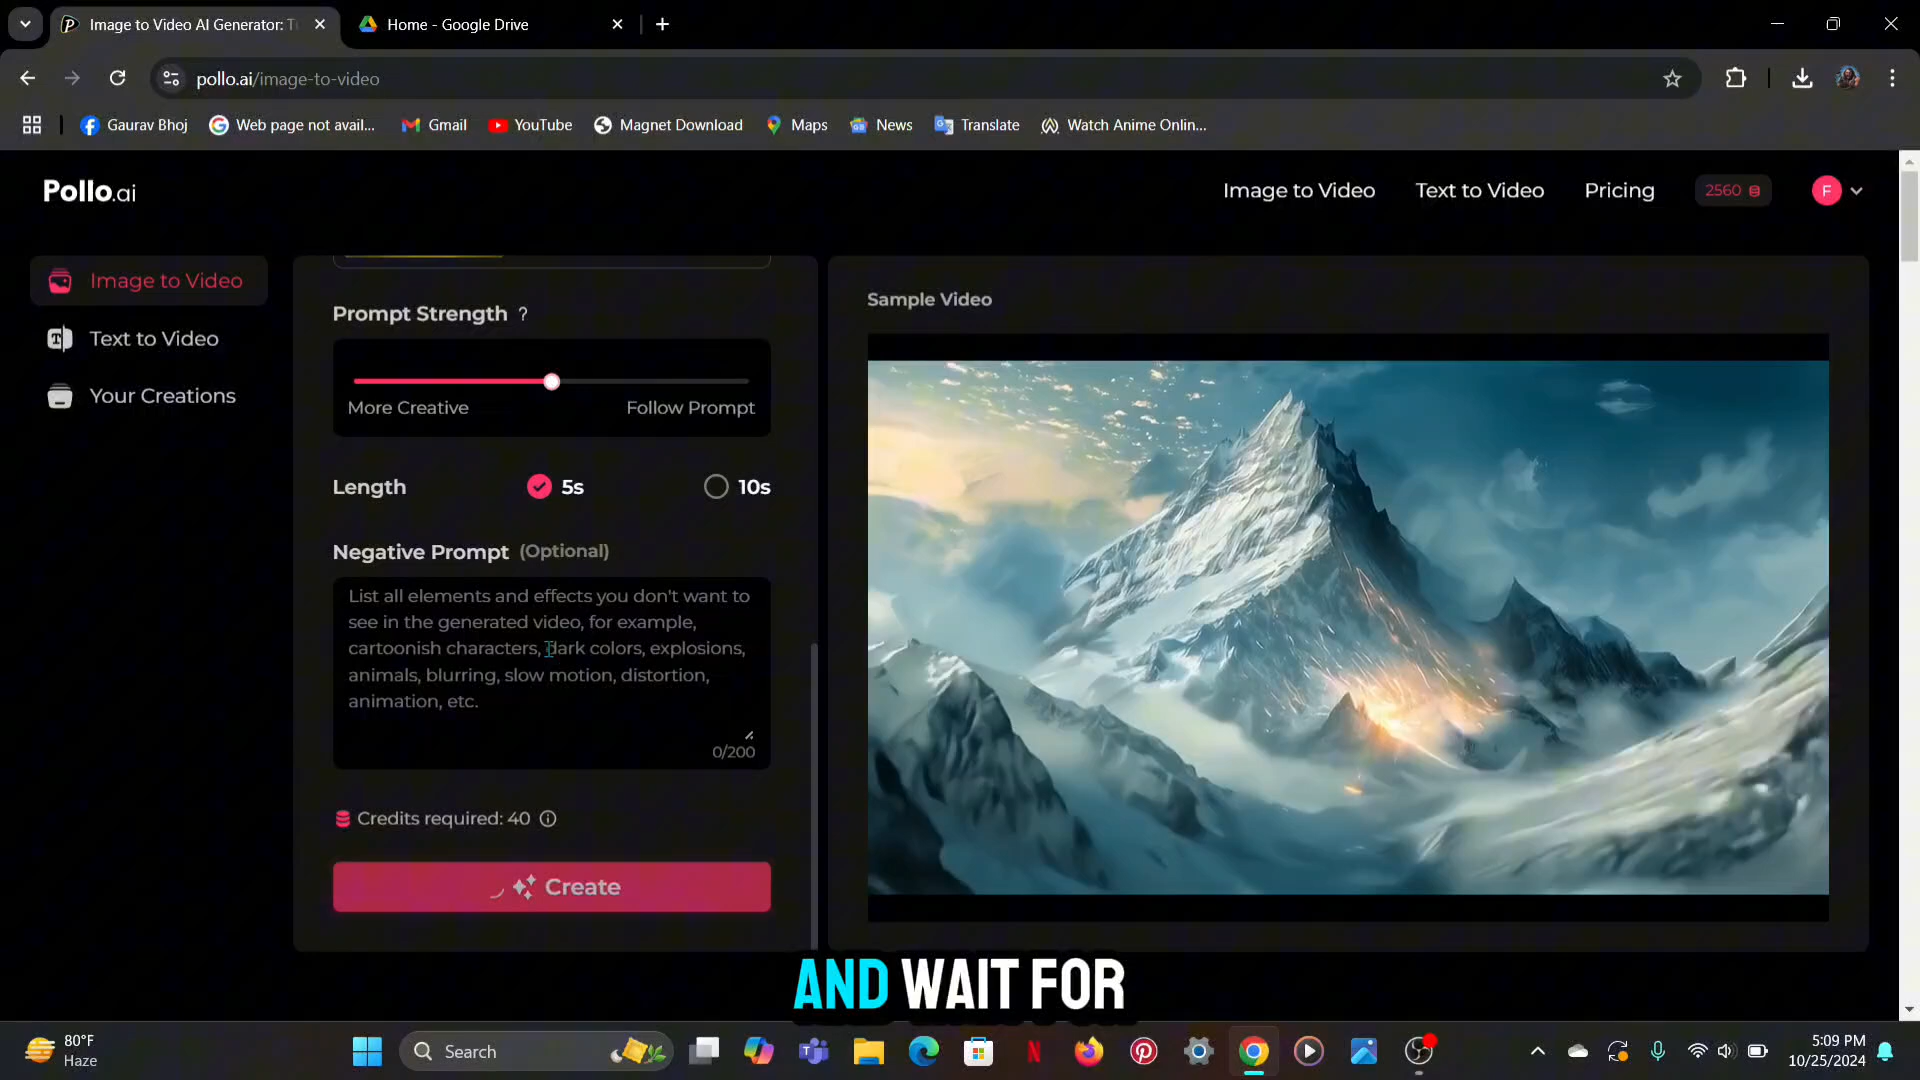 Image to Video AI Generator: T
Home - Google Drive
pollo.ai/image-to-video
Gaurav Bhoj
Web page not avail...
Gmail
YouTube
Magnet Download
Maps
News
Translate
Watch Anime Onlin...
Pollo.ai
Image to Video
Text to Video
Pricing
2560
F
Image to Video
Text to Video
Your Creations
Prompt Strength ?
More Creative
Follow Prompt
Length
5s
10s
Negative Prompt (Optional)
List all elements and effects you don't want to
see in the generated video, for example,
cartoonish characters, dark colors, explosions,
animals, blurring, slow motion, distortion,
animation, etc.
0/200
Credits required: 40
Create
Sample Video
AND WAIT FOR
80°F
Haze
Search
5:09 PM
10/25/2024